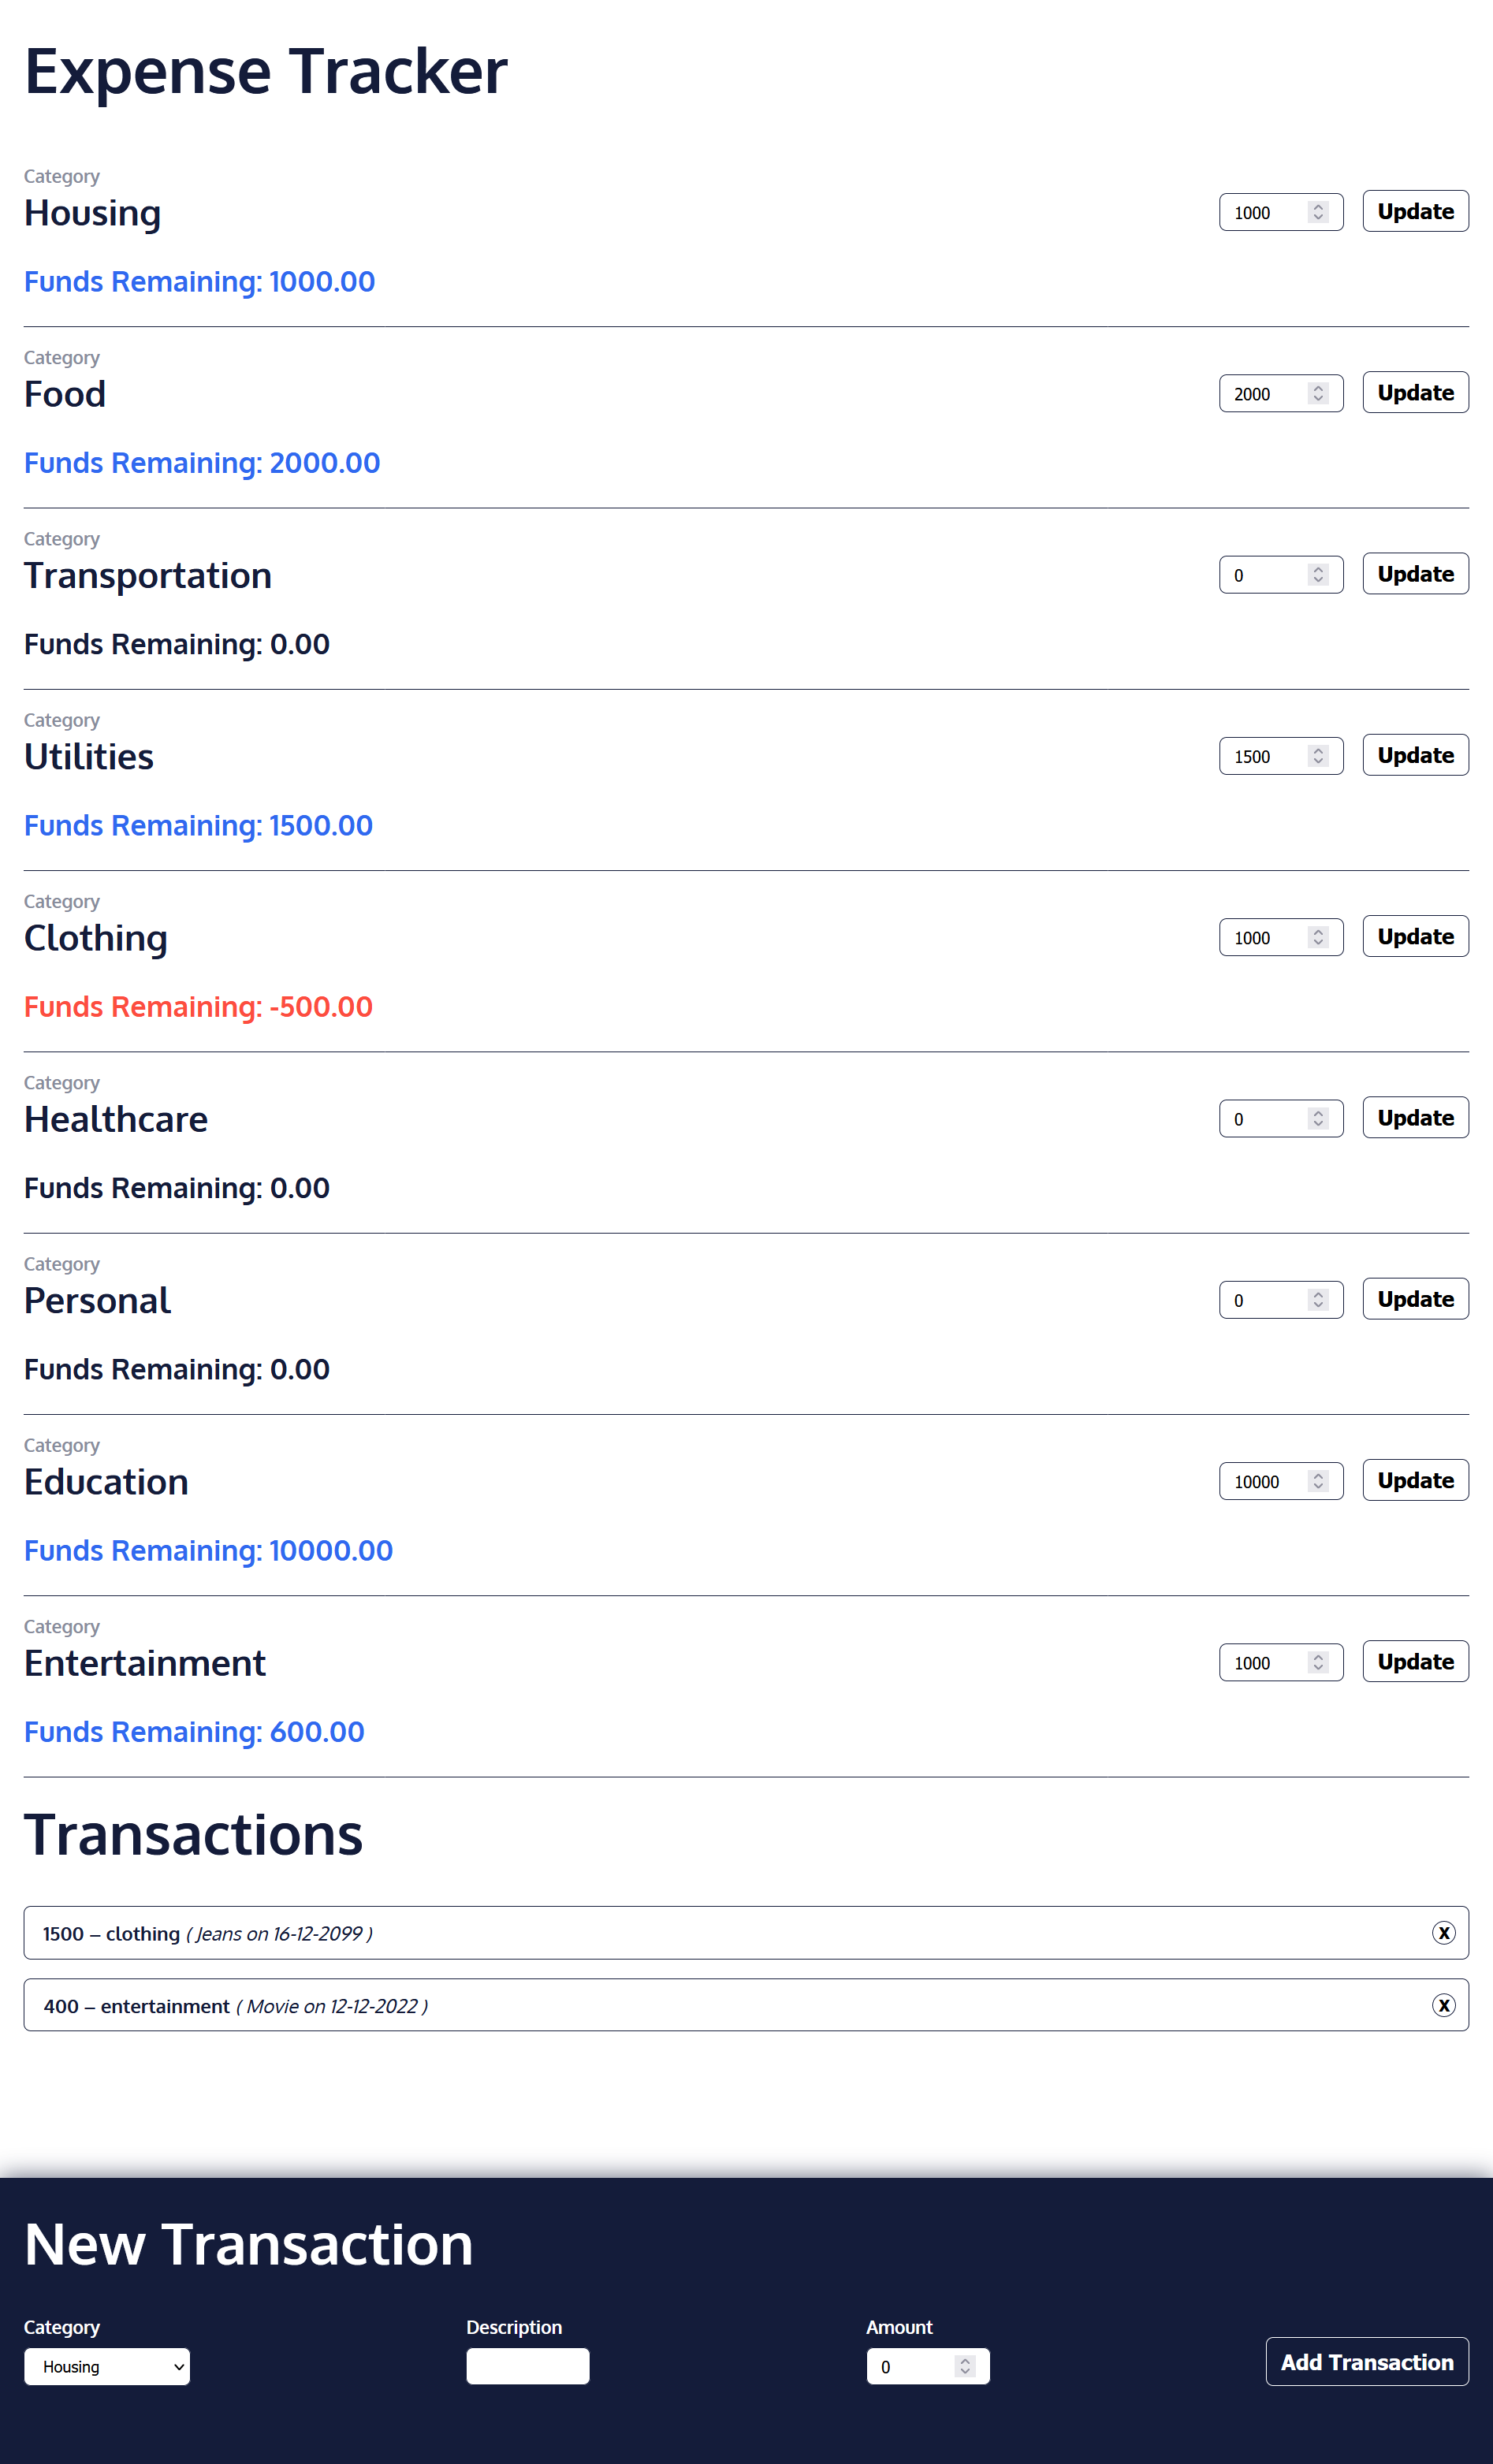 Expense Tracker
Category
Housing
1000
Update
Funds Remaining: 1000.00
Category
Food
2000
Update
Funds Remaining: 2000.00
Category
Transportation
0
Update
Funds Remaining: 0.00
Category
Utilities
1500
Update
Funds Remaining: 1500.00
Category
Clothing
1000
Update
Funds Remaining: -500.00
Category
Healthcare
0
Update
Funds Remaining: 0.00
Category
Personal
0
Update
Funds Remaining: 0.00
Category
Education
10000
Update
Funds Remaining: 10000.00
Category
Entertainment
1000
Update
Funds Remaining: 600.00
Transactions
1500 – clothing ( Jeans on 16-12-2099 )
X
400 – entertainment ( Movie on 12-12-2022 )
X
New Transaction
Category
Housing
Description
Amount
0
Add Transaction